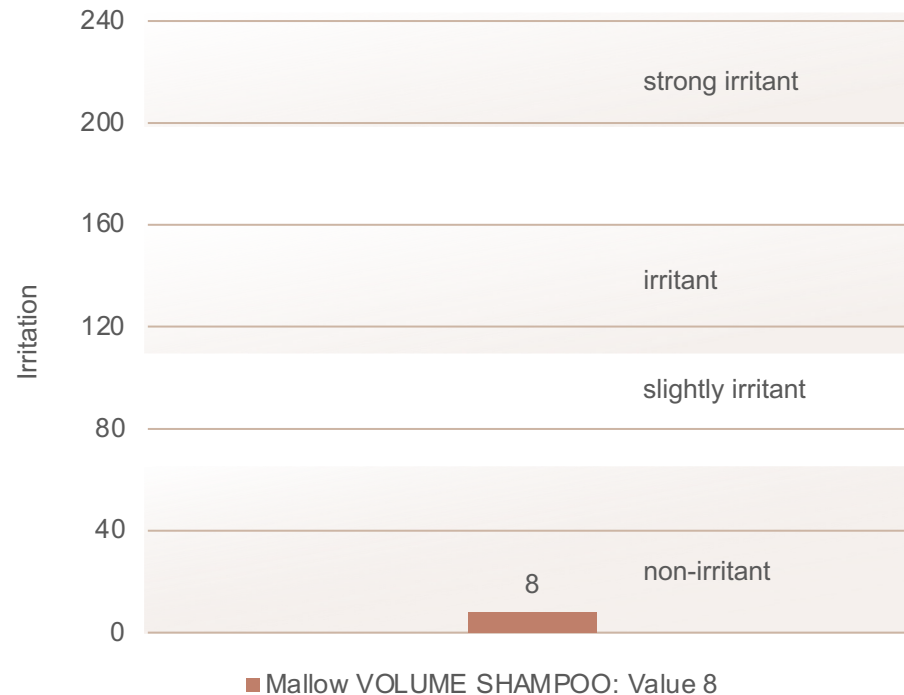 240
strong irritant
200
160
irritant
120
slightly irritant
80
40
non-irritant
8
0
Irritation
Mallow VOLUME SHAMPOO: Value 8